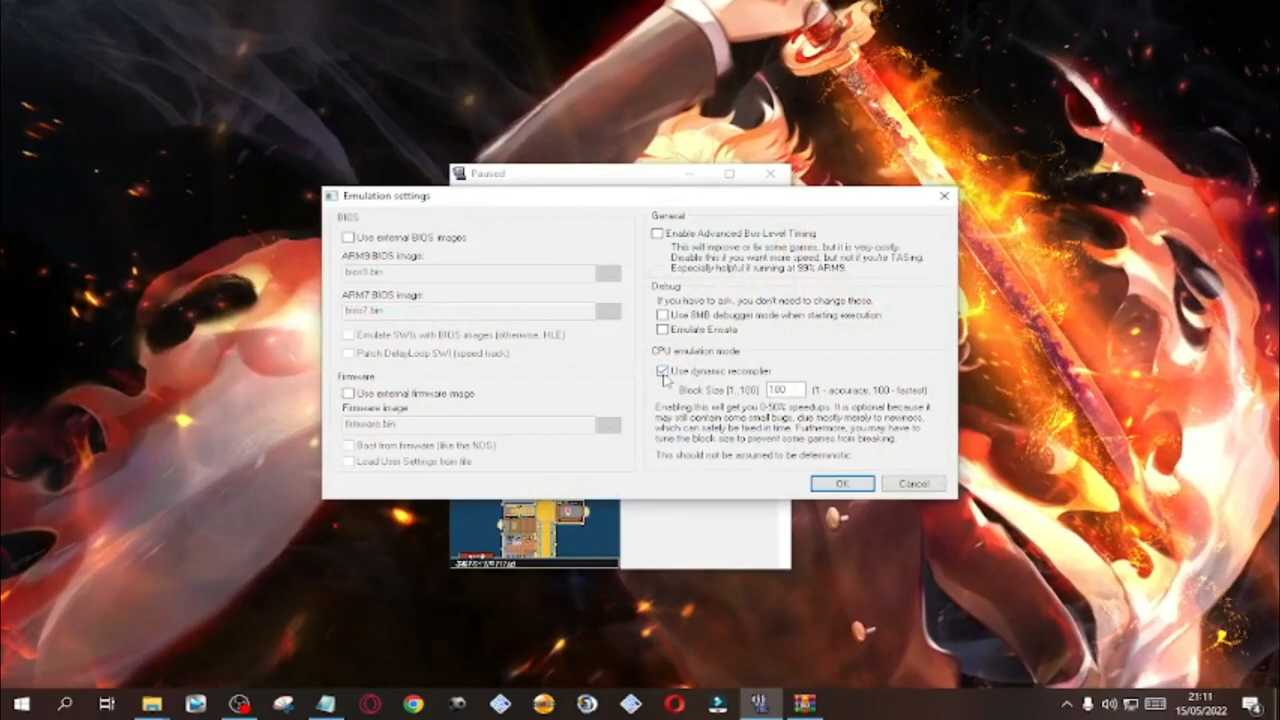 Paused
Emulation settings
BIOS
Use external BIOS images
ARM9 BIOS image:
bios9.bin
...
ARM7 BIOS image:
bios7.bin
Emulate SWIs with BIOS images (otherwise, HLE)
Patch DelayLoop SWI (speed hack)
Firmware
Use external firmware image
Firmware image
firmware.bin
Boot from firmware (like the NDS)
Load User Settings from file
General
Enable Advanced Bus-Level Timing
This will improve or fix some games, but it is very costly.
Disable this if you want more speed, but not if you're TASing.
Especially helpful if running at 99% ARM9.
Debug
If you have to ask, you don't need to change these.
Use 8MB debugger mode when starting execution
Emulate Ensata
CPU emulation mode
Use dynamic recompiler
Block Size (1..100) 100 (1 - accuracy, 100 - fastest)
Enabling this will get you 0-50% speedups. It is optional because it
may still contain some small bugs, due mostly merely to newness,
which can safely be fixed in time. Furthermore, you may have to
tune the block size to prevent some games from breaking.
This should not be assumed to be deterministic.
OK
Cancel
21:11
15/05/2022
4